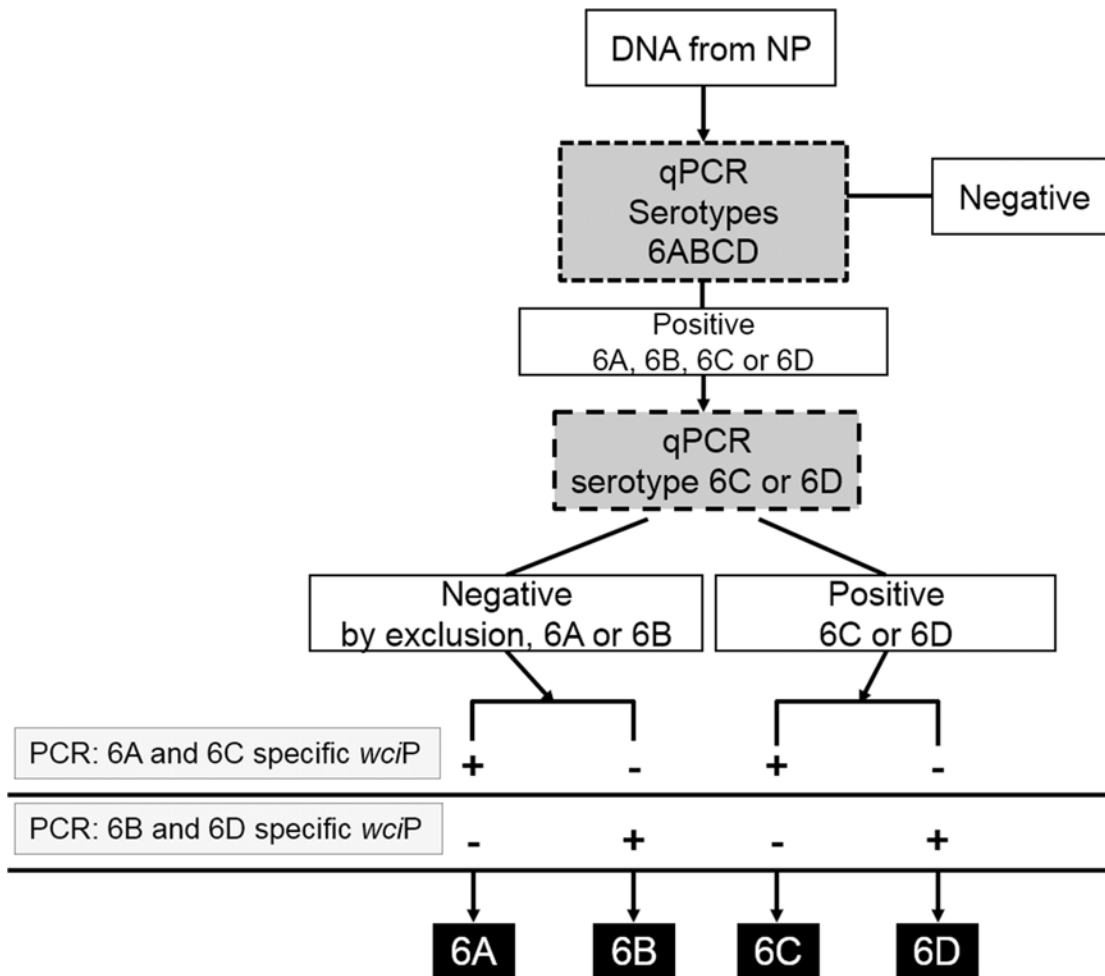 DNA from NP
qPCR
Serotypes
6ABCD
Negative
Positive
6A, 6B, 6C or 6D
qPCR
serotype 6C or 6D
Negative
by exclusion, 6A or 6B
Positive
6C or 6D
PCR: 6A and 6C specific wciP
+ - + -
PCR: 6B and 6D specific wciP
- + - +
6A 6B 6C 6D